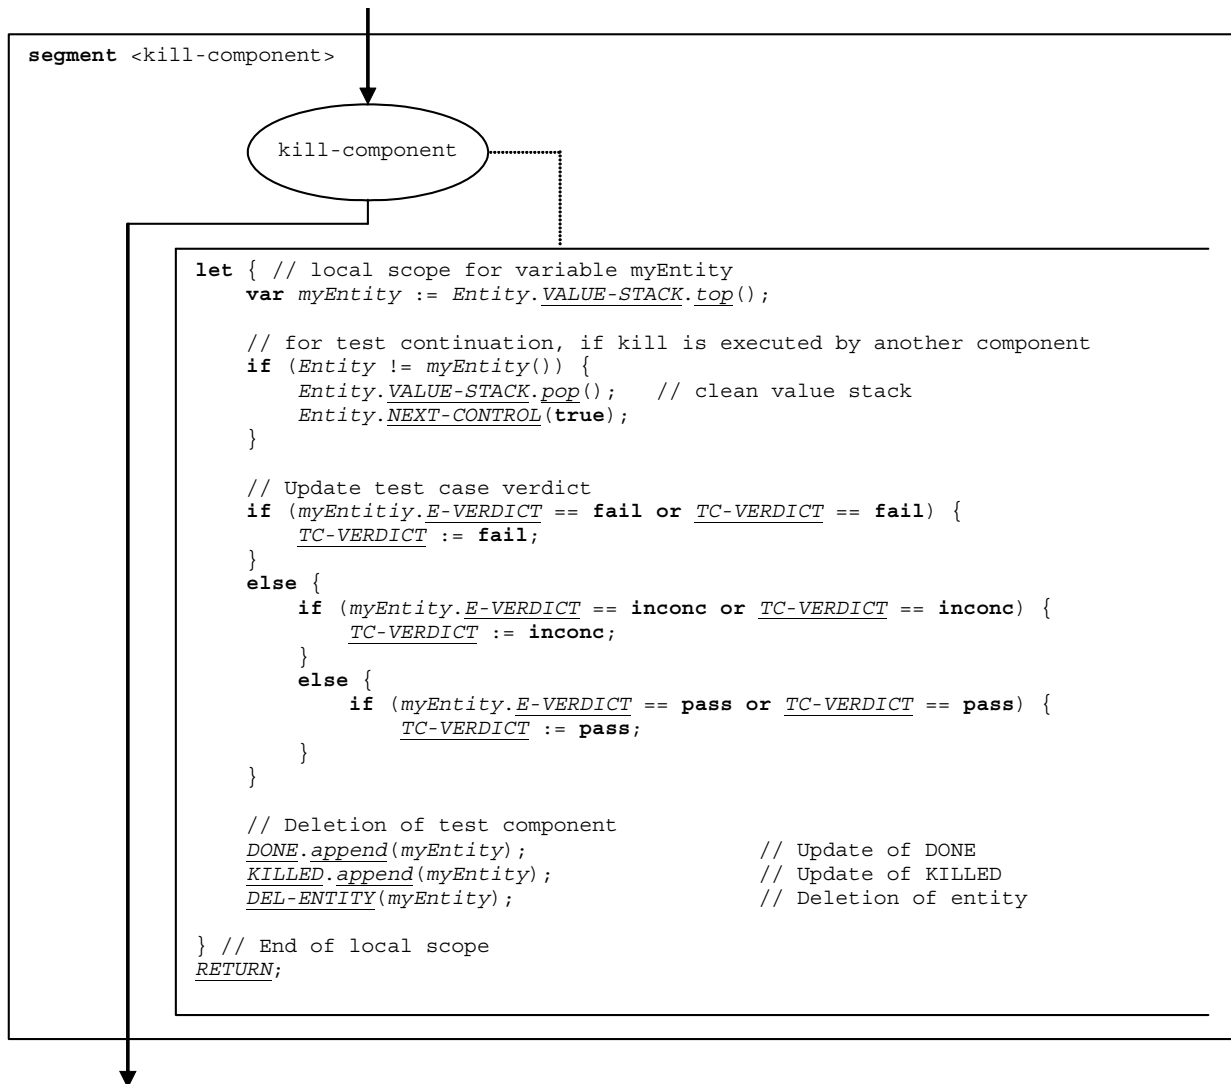 segment <kill-component>
kill-component
let { // local scope for variable myEntity
var myEntity := Entity.VALUE-STACK.top();
// for test continuation, if kill is executed by another component
if (Entity != myEntity()) {
Entity.VALUE-STACK.pop(); // clean value stack
Entity.NEXT-CONTROL(true);
}
// Update test case verdict
if (myEntitiy.E-VERDICT == fail or TC-VERDICT == fail) {
TC-VERDICT := fail;
}
else {
if (myEntity.E-VERDICT == inconc or TC-VERDICT == inconc) {
TC-VERDICT := inconc;
}
else {
if (myEntity.E-VERDICT == pass or TC-VERDICT == pass) {
TC-VERDICT := pass;
}
}
// Deletion of test component
DONE.append(myEntity); // Update of DONE
KILLED.append(myEntity); // Update of KILLED
DEL-ENTITY(myEntity); // Deletion of entity
} // End of local scope
RETURN;